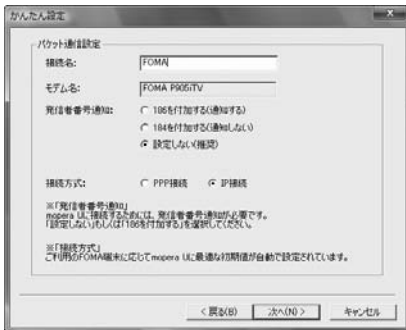 かんたん設定
パケット通信設定
接続名: FOMA
モデム名: FOMA P905iTV
発信者番号通知: 186を付加する(通知する)
184を付加する(通知しない)
設定しない(推奨)
接続方式: PPP接続 IP接続
※「発信者番号通知」
mopera Uに接続するためには、発信者番号通知が必要です。
「設定しない」もしくは「186を付加する」を選択してください。
※「接続方式」
ご利用のFOMA端末に応じてmopera Uに最適な初期値が自動で設定されています。
< 戻る(B) 次へ(N) > キャンセル